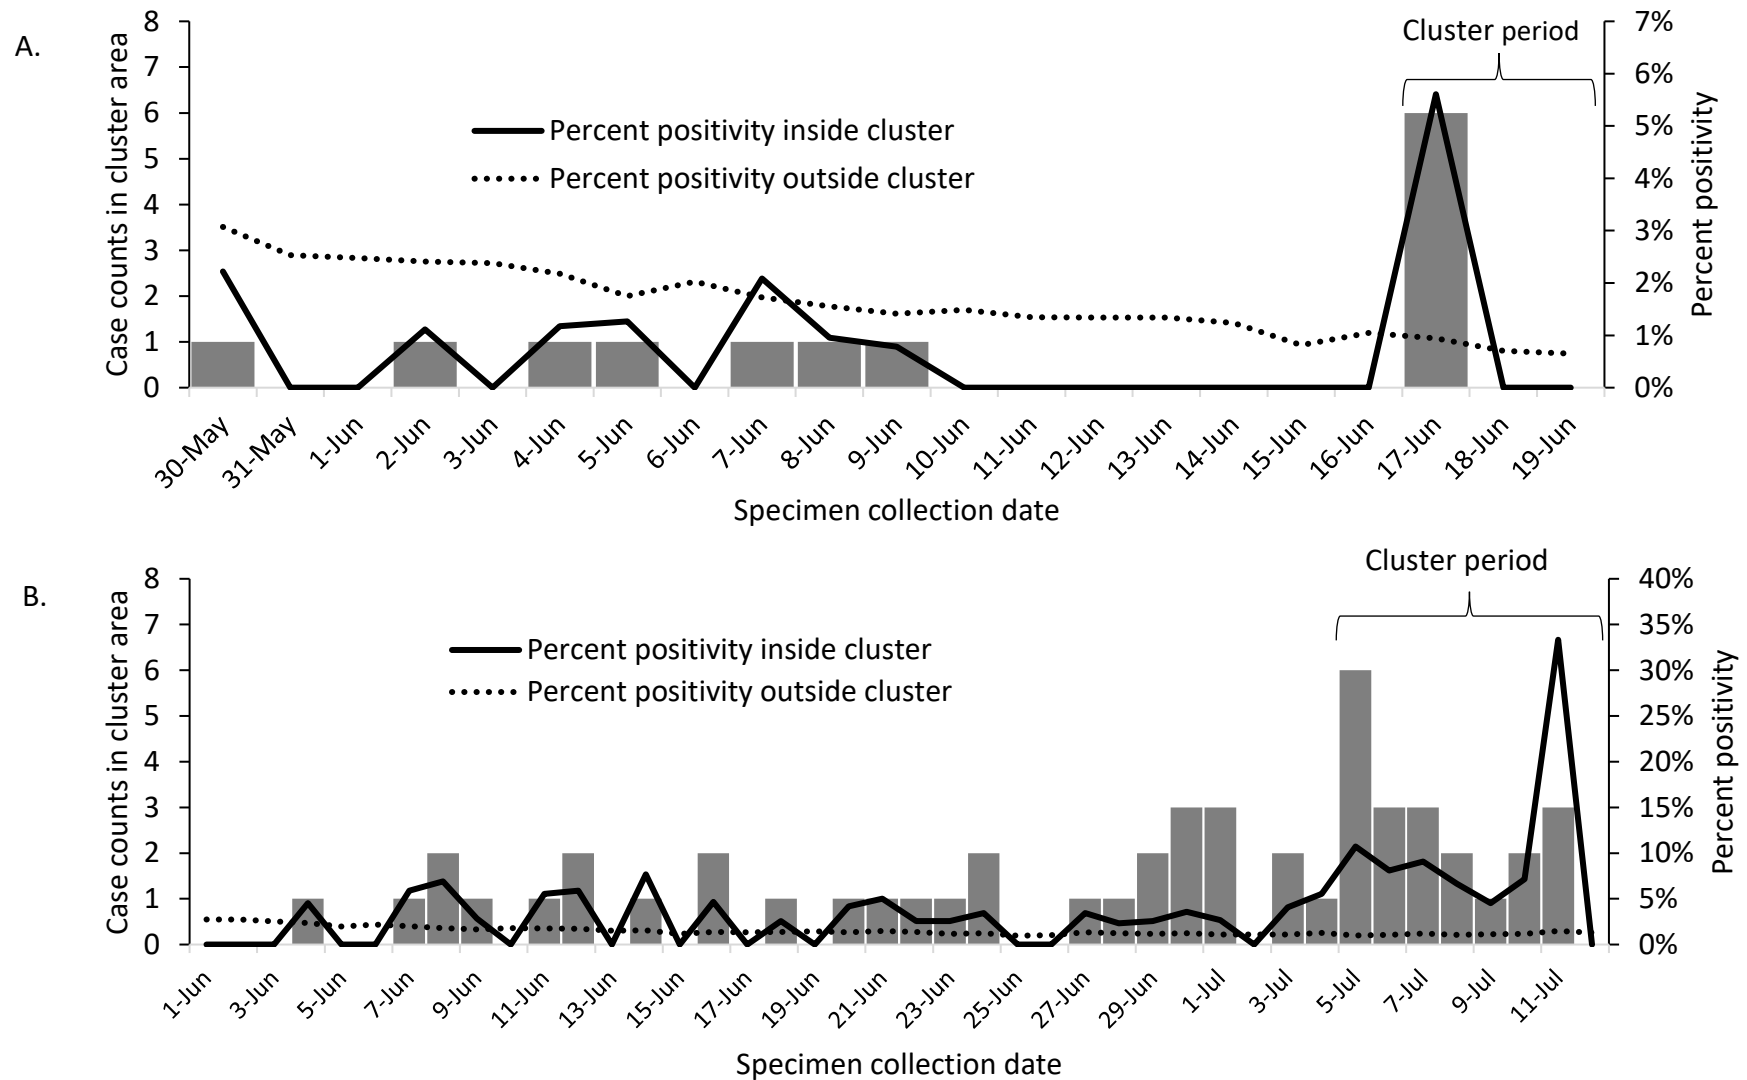 A.
Case counts in cluster area
8
7
6
5
4
3
2
1
0
Cluster period
Percent positivity inside cluster
Percent positivity outside cluster
7%
6%
5%
4%
3%
2%
1%
0%
Percent positivity
30-May
31-May
1-Jun
2-Jun
3-Jun
4-Jun
5-Jun
6-Jun
7-Jun
8-Jun
9-Jun
10-Jun
11-Jun
12-Jun
13-Jun
14-Jun
15-Jun
16-Jun
17-Jun
18-Jun
19-Jun
Specimen collection date
B.
Case counts in cluster area
8
7
6
5
4
3
2
1
0
Cluster period
Percent positivity inside cluster
Percent positivity outside cluster
40%
35%
30%
25%
20%
15%
10%
5%
0%
Percent positivity
1-Jun
3-Jun
5-Jun
7-Jun
9-Jun
11-Jun
13-Jun
15-Jun
17-Jun
19-Jun
21-Jun
23-Jun
25-Jun
27-Jun
29-Jun
1-Jul
3-Jul
5-Jul
7-Jul
9-Jul
11-Jul
Specimen collection date